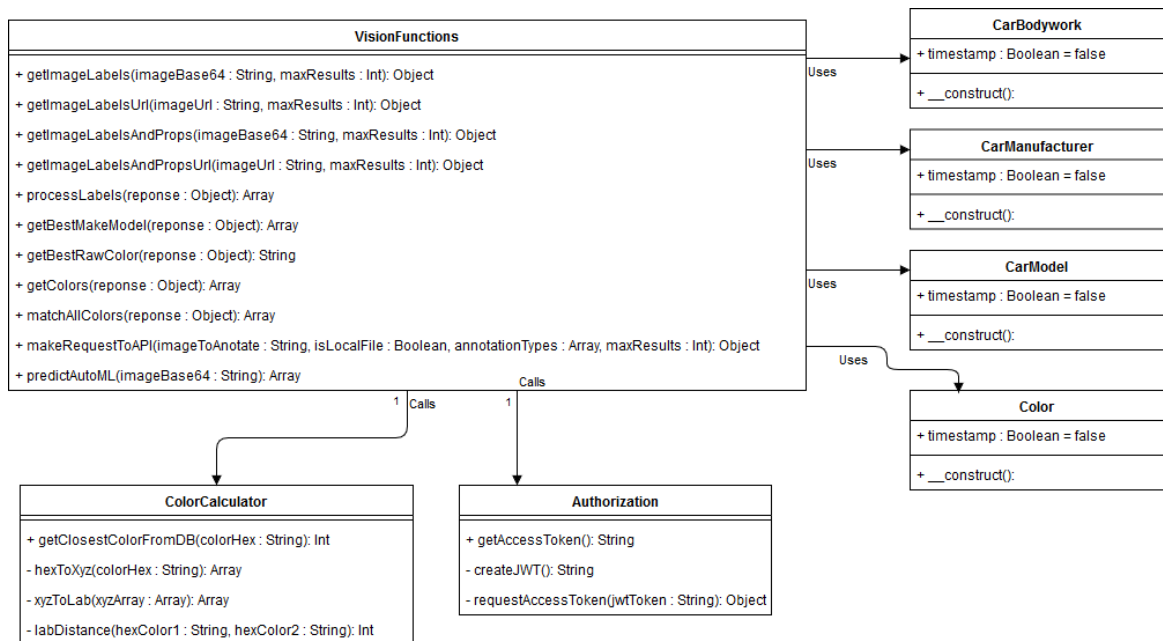 VisionFunctions
+ getImageLabels(imageBase64 : String, maxResults : Int): Object
+ getImageLabelsUrl(imageUrl : String, maxResults : Int): Object
+ getImageLabelsAndProps(imageBase64 : String, maxResults : Int): Object
+ getImageLabelsAndPropsUrl(imageUrl : String, maxResults : Int): Object
+ processLabels(reponse : Object): Array
+ getBestMakeModel(reponse : Object): Array
+ getBestRawColor(reponse : Object): String
+ getColors(reponse : Object): Array
+ matchAllColors(reponse : Object): Array
+ makeRequestToAPI(imageToAnotate : String, isLocalFile : Boolean, annotationTypes : Array, maxResults : Int): Object
+ predictAutoML(imageBase64 : String): Array
Uses
CarBodywork
+ timestamp : Boolean = false
+ __construct():
Uses
CarManufacturer
+ timestamp : Boolean = false
+ __construct():
Uses
CarModel
+ timestamp : Boolean = false
+ __construct():
Uses
Color
+ timestamp : Boolean = false
+ __construct():
1 Calls
Calls
1
ColorCalculator
+ getClosestColorFromDB(colorHex : String): Int
- hexToXyz(colorHex : String): Array
- xyzToLab(xyzArray : Array): Array
- labDistance(hexColor1 : String, hexColor2 : String): Int
Authorization
+ getAccessToken(): String
- createJWT(): String
- requestAccessToken(jwtToken : String): Object